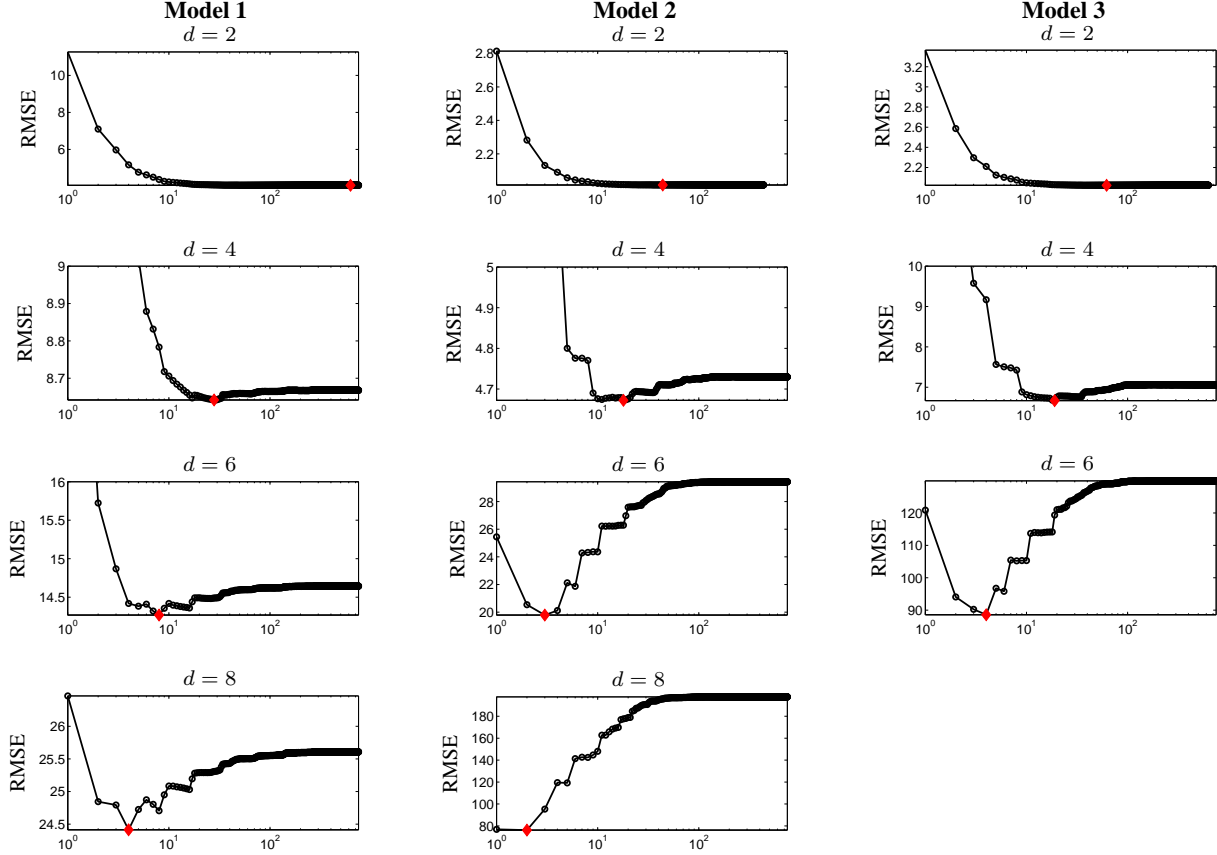 Model 1 Model 2 Model 3
d = 2 d = 2 d = 2
RMSE 10 8 6 10^0 10^1 10^2
RMSE 2.8 2.6 2.4 2.2 10^0 10^1 10^2
RMSE 3.2 3 2.8 2.6 2.4 2.2 10^0 10^1 10^2
d = 4 d = 4 d = 4
RMSE 9 8.9 8.8 8.7 10^0 10^1 10^2
RMSE 5 4.9 4.8 4.7 10^0 10^1 10^2
RMSE 10 9 8 7 10^0 10^1 10^2
d = 6 d = 6 d = 6
RMSE 16 15.5 15 14.5 10^0 10^1 10^2
RMSE 28 26 24 22 20 10^0 10^1 10^2
RMSE 120 110 100 90 10^0 10^1 10^2
d = 8 d = 8
RMSE 26 25.5 25 24.5 10^0 10^1 10^2
RMSE 180 160 140 120 100 80 76 10^0 10^1 10^2